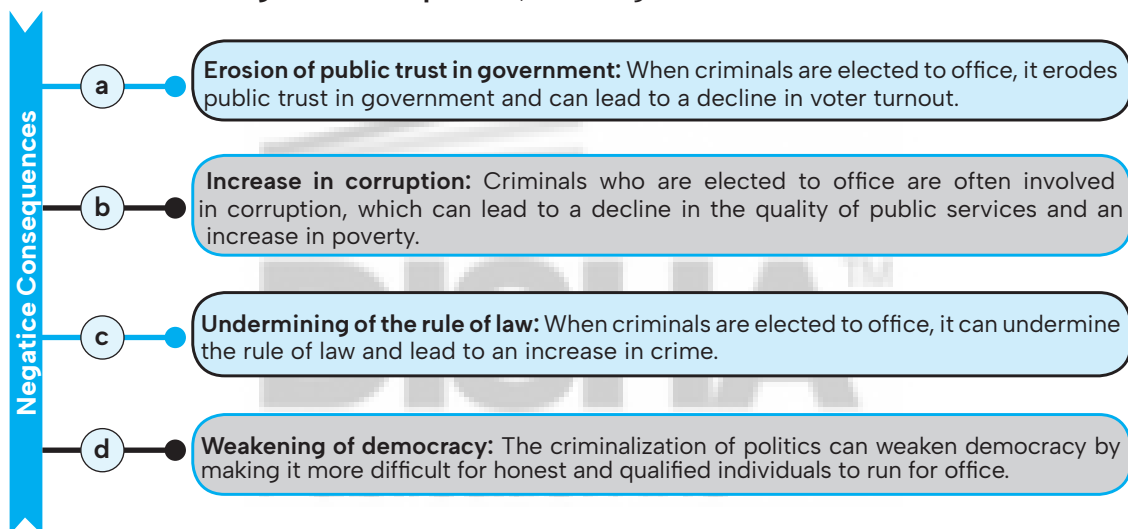 Negatice Consequences
a
Erosion of public trust in government: When criminals are elected to office, it erodes
public trust in government and can lead to a decline in voter turnout.
b
Increase in corruption: Criminals who are elected to office are often involved
in corruption, which can lead to a decline in the quality of public services and an
increase in poverty.
c
Undermining of the rule of law: When criminals are elected to office, it can undermine
the rule of law and lead to an increase in crime.
d
Weakening of democracy: The criminalization of politics can weaken democracy by
making it more difficult for honest and qualified individuals to run for office.
DISHA™